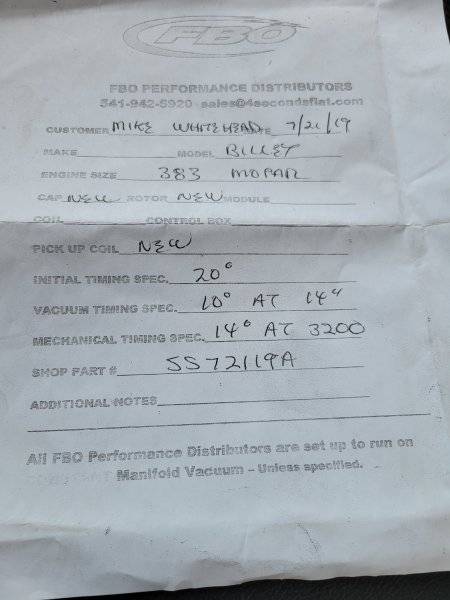 FBO
FBO PERFORMANCE DISTRIBUTORS
541-942-5920 sales@4secondsflat.com
CUSTOMER MIKE WHITEHEAD 7/21/19
MAKE MODEL BILLET
ENGINE SIZE 383 MOPAR
CAP NEW ROTOR NEW MODULE
COIL CONTROL BOX
PICK UP COIL NEW
INITIAL TIMING SPEC. 20°
VACUUM TIMING SPEC. 10° AT 14"
MECHANICAL TIMING SPEC. 14° AT 3200
SHOP PART # SS72119A
ADDITIONAL NOTES
All FBO Performance Distributors are set up to run on
Manifold Vacuum – Unless specified.